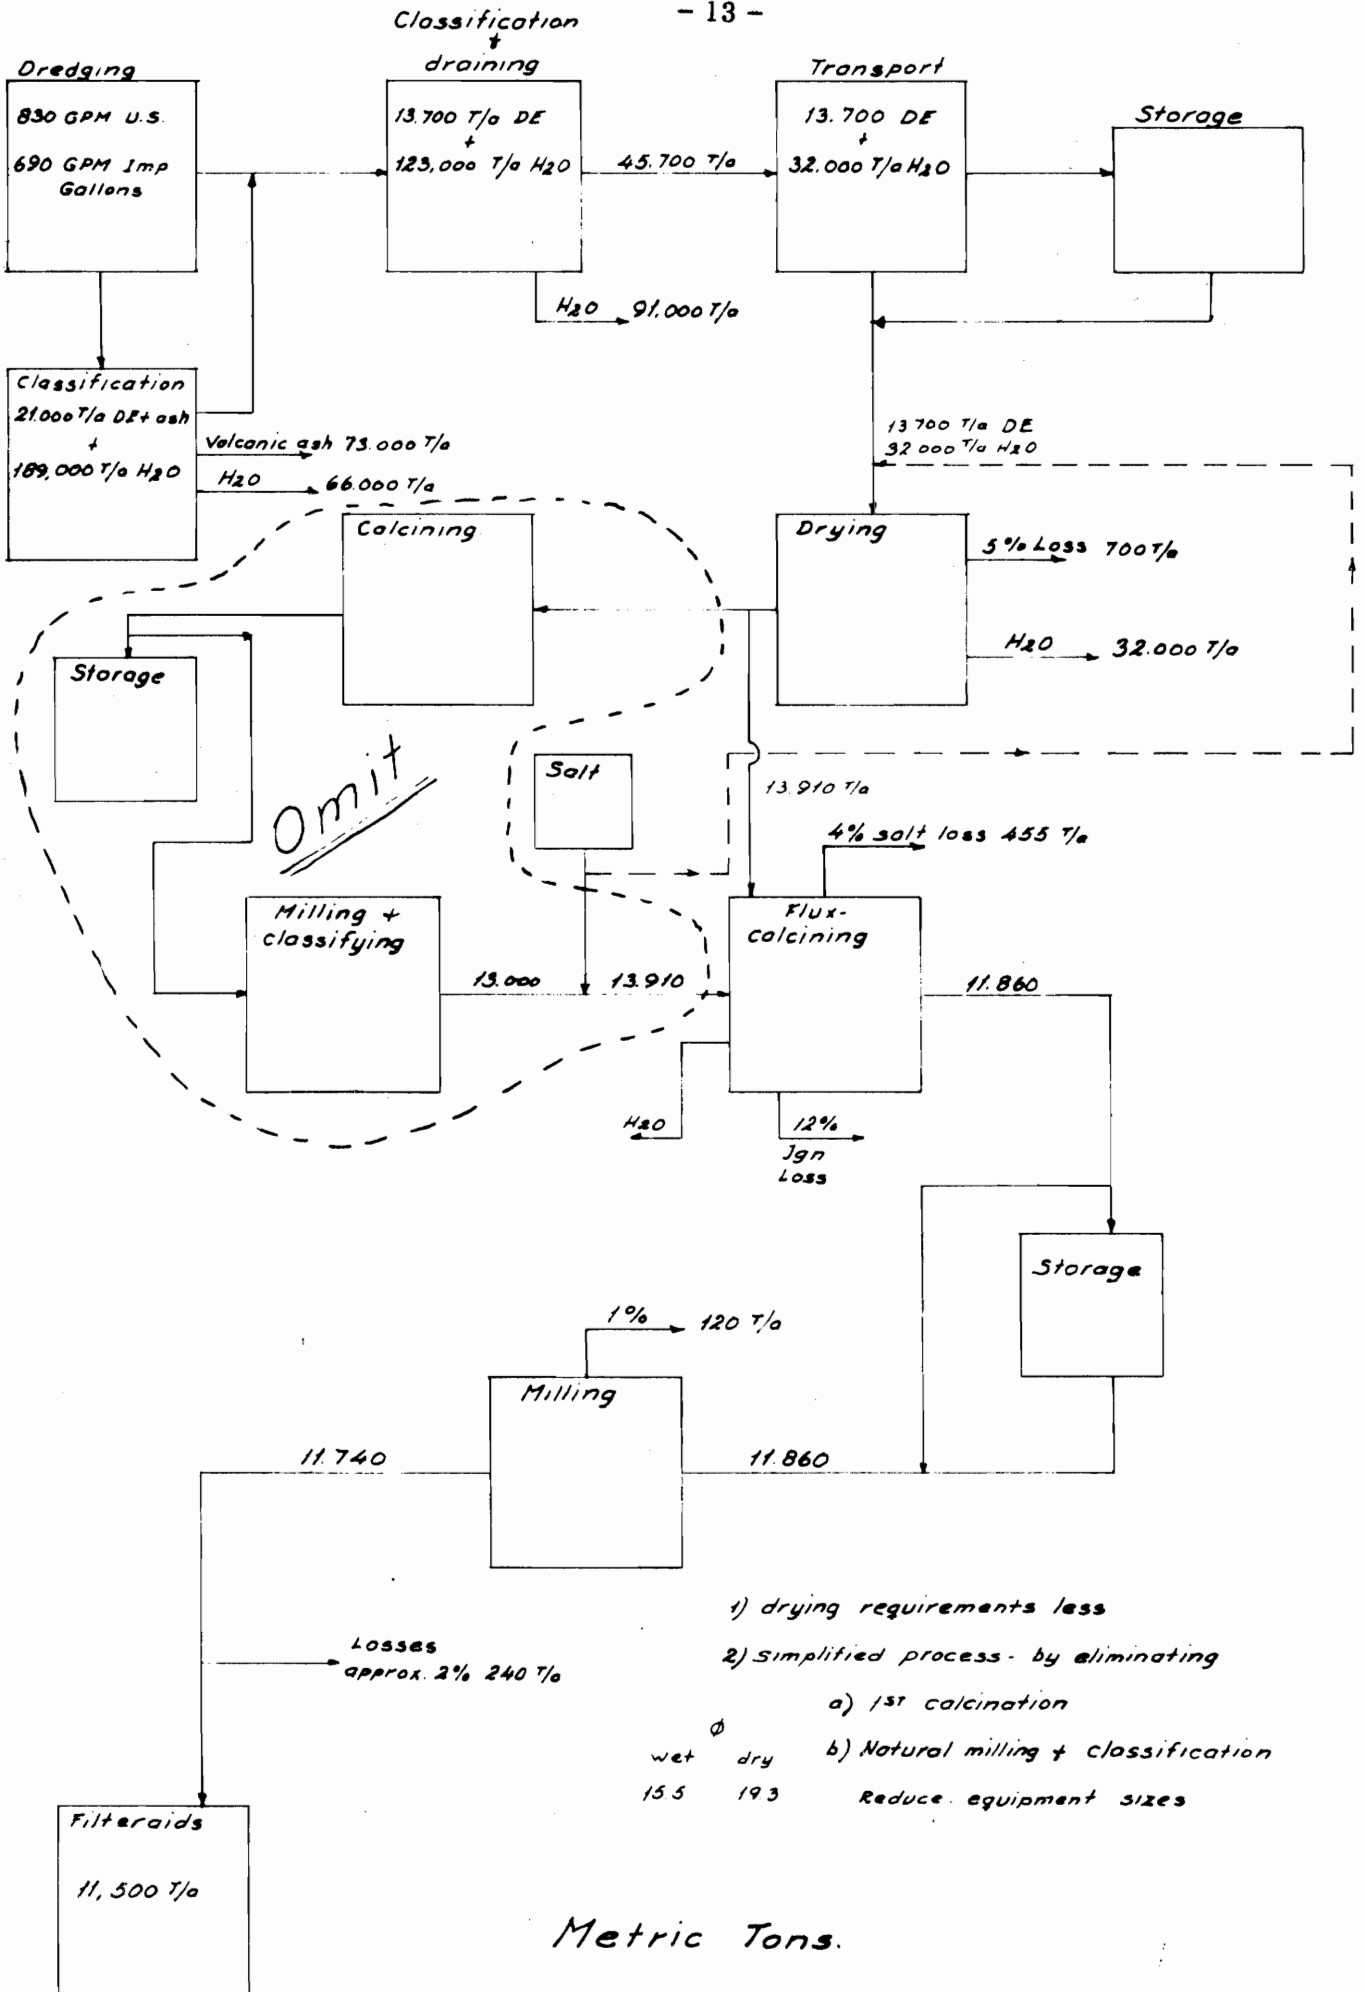 - 13 -
Classification
+
draining
Dredging
Transport
Storage
830 GPM U.S.
690 GPM Imp
Gallons
13.700 T/a DE
+
123,000 T/a H2O
45.700 T/a
13.700 DE
+
32.000 T/a H2O
H2O
91.000 T/a
Classification
21.000 T/a DE + ash
+
189,000 T/a H2O
Volcanic ash 73.000 T/a
H2O
66.000 T/a
13700 T/a DE
32000 T/a H2O
Calcining
Drying
5% Loss 700 T/a
H2O
32.000 T/a
Storage
Omit
Salt
13.910 T/a
4% salt loss 455 T/a
Milling +
classifying
13.000
13.910
Flux-
calcining
11.860
H2O
12%
Ign
Loss
Storage
1%
120 T/a
Milling
11.740
11.860
Losses
approx. 2% 240 T/a
1) drying requirements less
2) simplified process - by eliminating
a) 1ST calcination
b) Natural milling + classification
Reduce equipment sizes
φ
wet dry
15.5 19.3
Filteraids
11,500 T/a
Metric Tons.